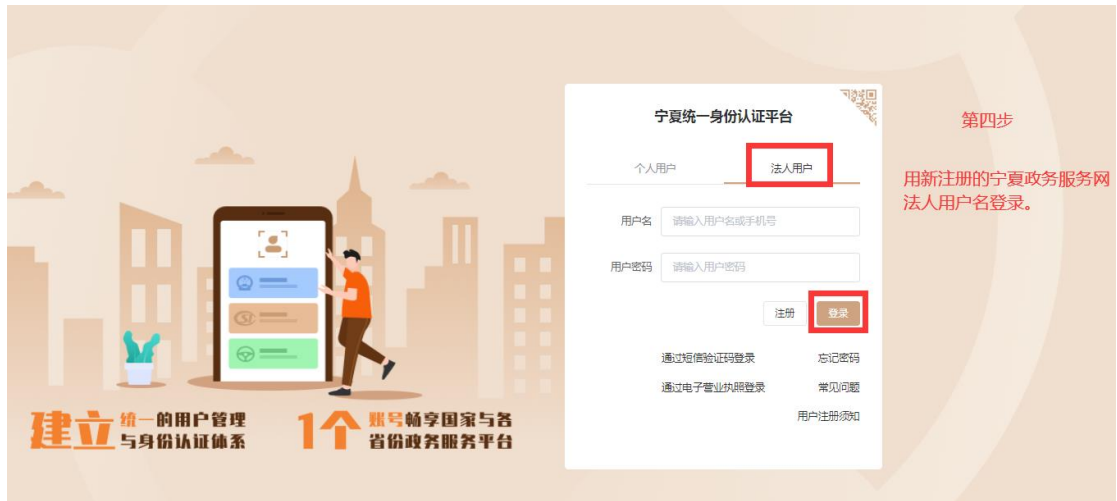 宁夏统一身份认证平台
个人用户
法人用户
用户名
请输入用户名或手机号
用户密码
请输入用户密码
注册
登录
通过短信验证码登录
忘记密码
通过电子营业执照登录
常见问题
用户注册须知
第四步
用新注册的宁夏政务服务网
法人用户名登录。
建立 统一的用户管理
与身份认证体系
1个 账号畅享国家与各
省份政务服务平台